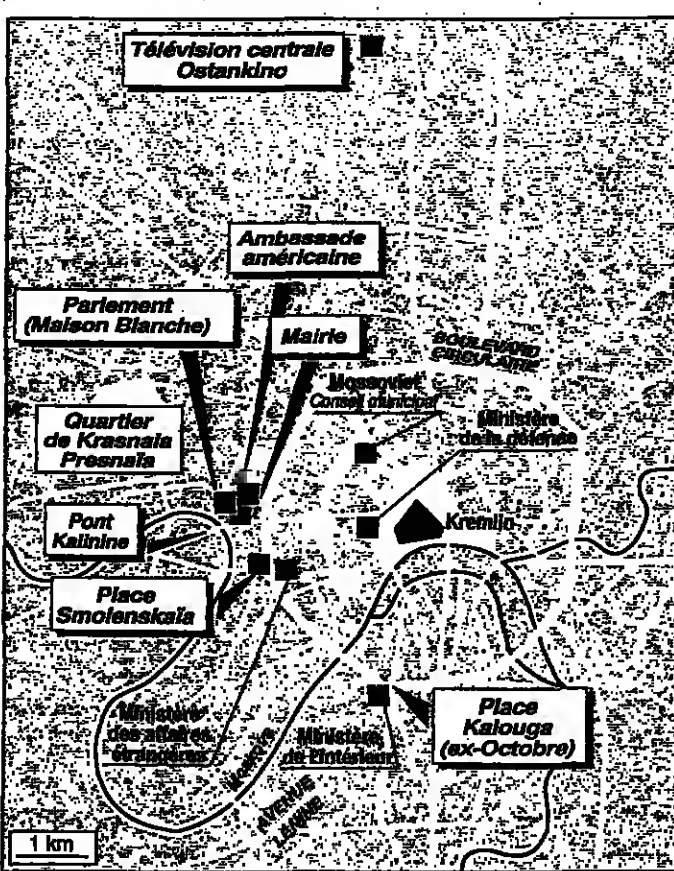 Télévision centrale
Ostankino
Ambassade
américaine
Parlement
(Maison Blanche)
Mairie
BOULEVARD
CIRCULAIRE
Mossoviet
Conseil municipal
Ministère
de la défense
Quartier
de Krasnaïa
Presnaïa
Kremlin
Pont
Kalinine
Place
Smolenskaïa
Place
Kalouga
(ex-Octobre)
Ministère
des affaires
étrangères
Moskova
Ministère
de l'intérieur
AVENUE
LÉNINE
1 km